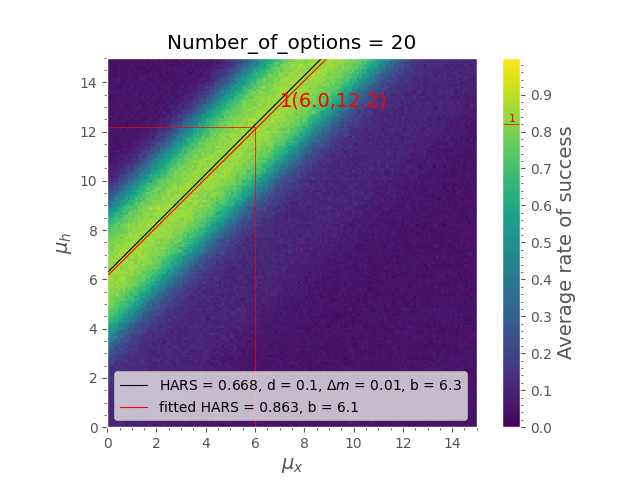 Number_of_options = 20
14
12
10
8
6
4
2
0
μ_h
1(6.0,12.2)
HARS = 0.668, d = 0.1, Δm = 0.01, b = 6.3
fitted HARS = 0.863, b = 6.1
0 2 4 6 8 10 12 14
μ_x
1
0.9
0.8
0.7
0.6
0.5
0.4
0.3
0.2
0.1
0.0
Average rate of success